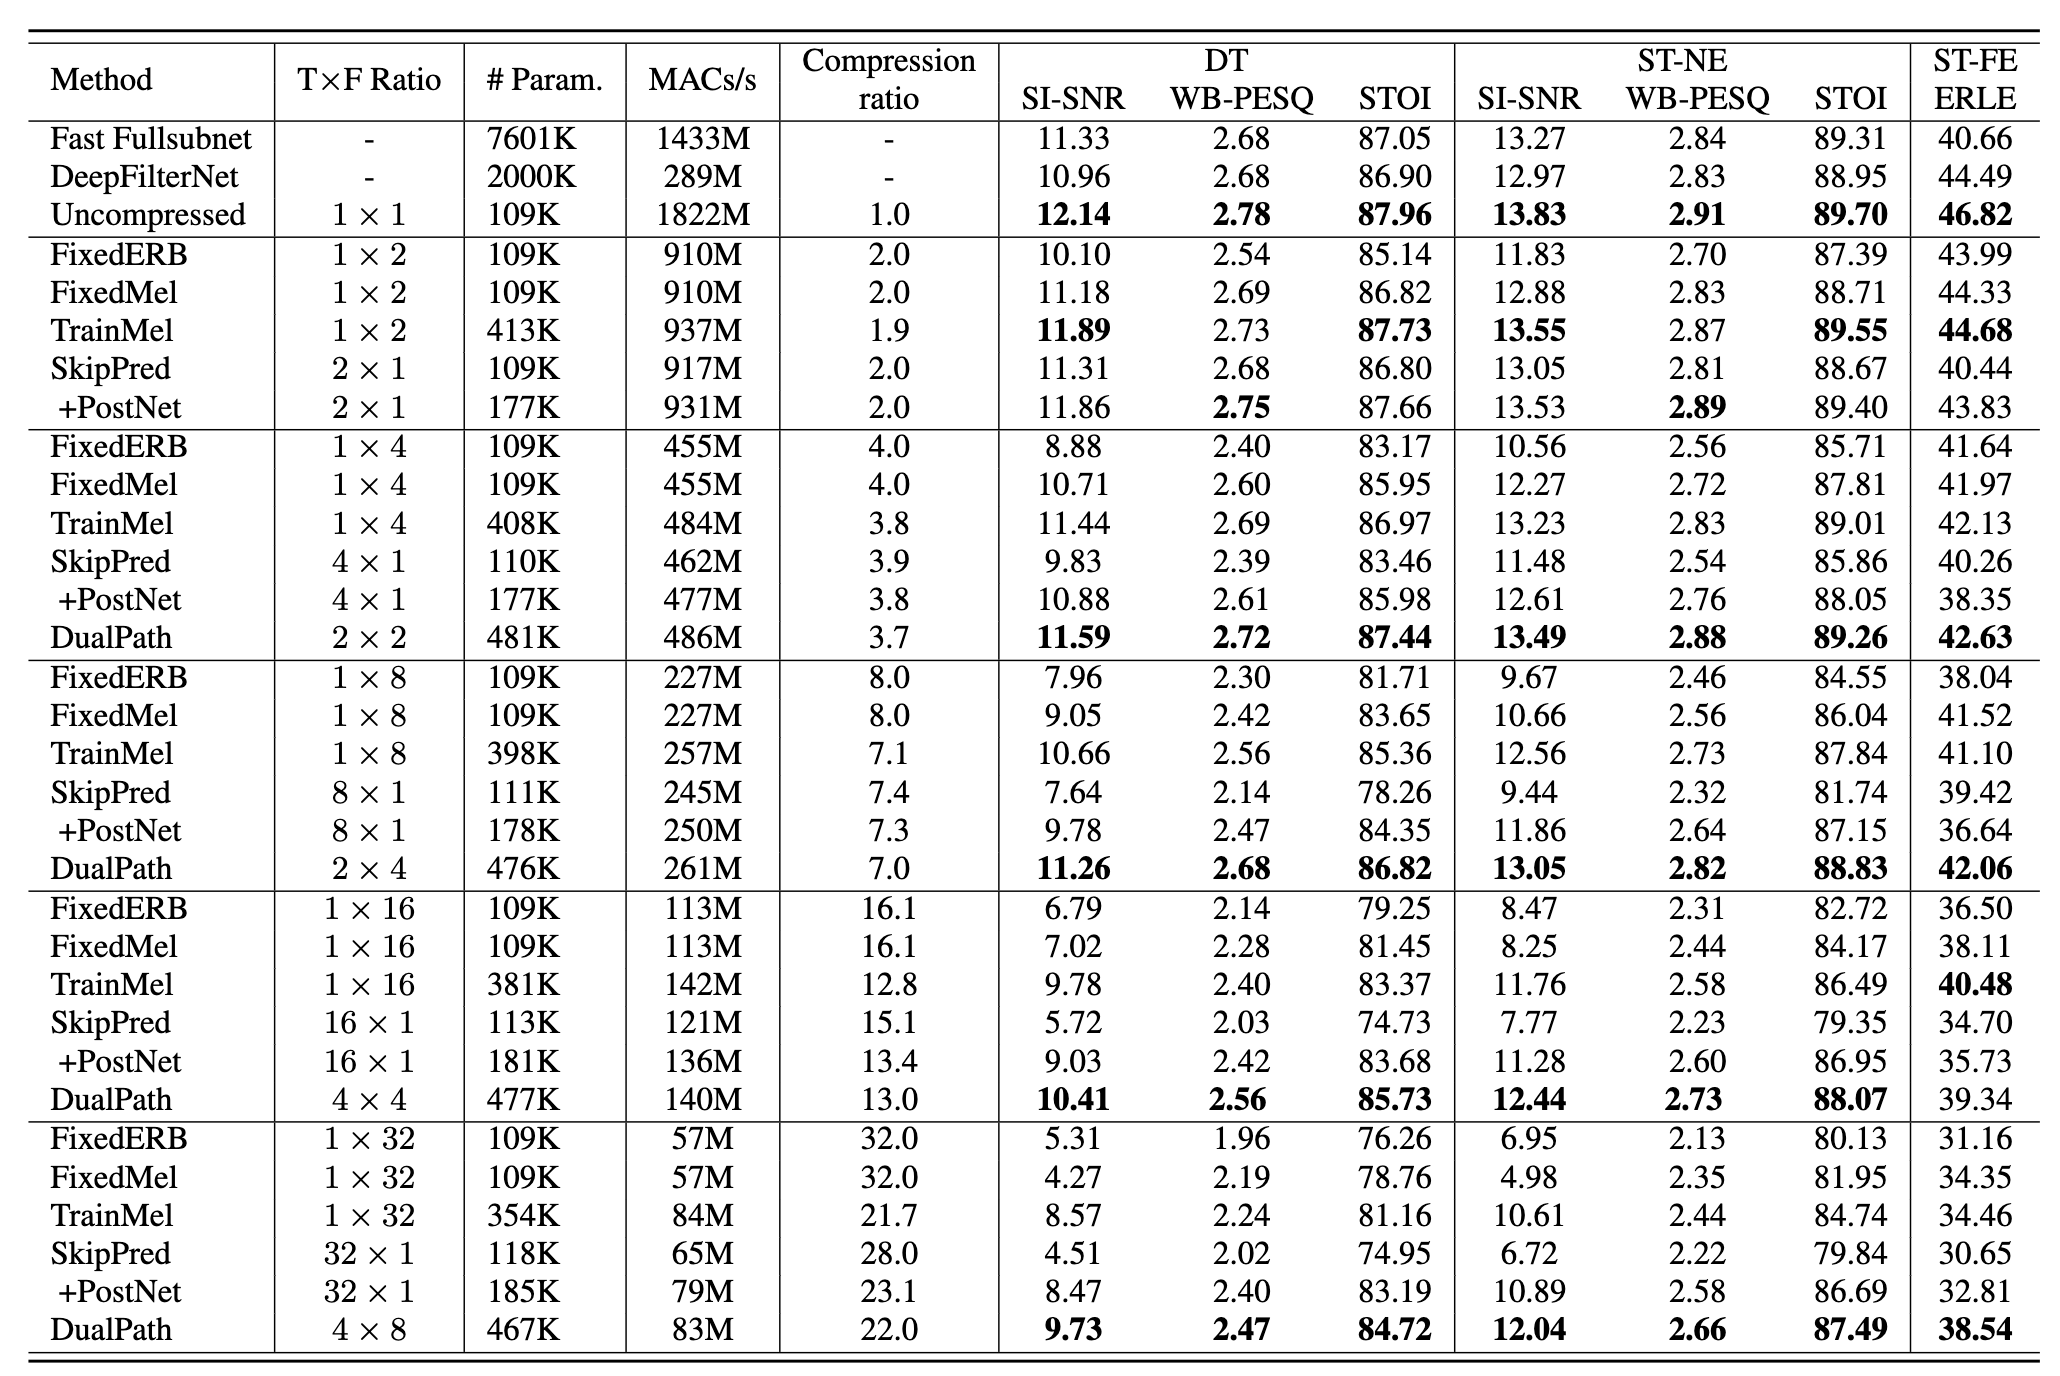 Method T×F Ratio # Param. MACs/s Compression ratio DT ST-NE ST-FE
SI-SNR WB-PESQ STOI SI-SNR WB-PESQ STOI ERLE
Fast Fullsubnet - 7601K 1433M - 11.33 2.68 87.05 13.27 2.84 89.31 40.66
DeepFilterNet - 2000K 289M - 10.96 2.68 86.90 12.97 2.83 88.95 44.49
Uncompressed 1 × 1 109K 1822M 1.0 12.14 2.78 87.96 13.83 2.91 89.70 46.82
FixedERB 1 × 2 109K 910M 2.0 10.10 2.54 85.14 11.83 2.70 87.39 43.99
FixedMel 1 × 2 109K 910M 2.0 11.18 2.69 86.82 12.88 2.83 88.71 44.33
TrainMel 1 × 2 413K 937M 1.9 11.89 2.73 87.73 13.55 2.87 89.55 44.68
SkipPred 2 × 1 109K 917M 2.0 11.31 2.68 86.80 13.05 2.81 88.67 40.44
+PostNet 2 × 1 177K 931M 2.0 11.86 2.75 87.66 13.53 2.89 89.40 43.83
FixedERB 1 × 4 109K 455M 4.0 8.88 2.40 83.17 10.56 2.56 85.71 41.64
FixedMel 1 × 4 109K 455M 4.0 10.71 2.60 85.95 12.27 2.72 87.81 41.97
TrainMel 1 × 4 408K 484M 3.8 11.44 2.69 86.97 13.23 2.83 89.01 42.13
SkipPred 4 × 1 110K 462M 3.9 9.83 2.39 83.46 11.48 2.54 85.86 40.26
+PostNet 4 × 1 177K 477M 3.8 10.88 2.61 85.98 12.61 2.76 88.05 38.35
DualPath 2 × 2 481K 486M 3.7 11.59 2.72 87.44 13.49 2.88 89.26 42.63
FixedERB 1 × 8 109K 227M 8.0 7.96 2.30 81.71 9.67 2.46 84.55 38.04
FixedMel 1 × 8 109K 227M 8.0 9.05 2.42 83.65 10.66 2.56 86.04 41.52
TrainMel 1 × 8 398K 257M 7.1 10.66 2.56 85.36 12.56 2.73 87.84 41.10
SkipPred 8 × 1 111K 245M 7.4 7.64 2.14 78.26 9.44 2.32 81.74 39.42
+PostNet 8 × 1 178K 250M 7.3 9.78 2.47 84.35 11.86 2.64 87.15 36.64
DualPath 2 × 4 476K 261M 7.0 11.26 2.68 86.82 13.05 2.82 88.83 42.06
FixedERB 1 × 16 109K 113M 16.1 6.79 2.14 79.25 8.47 2.31 82.72 36.50
FixedMel 1 × 16 109K 113M 16.1 7.02 2.28 81.45 8.25 2.44 84.17 38.11
TrainMel 1 × 16 381K 142M 12.8 9.78 2.40 83.37 11.76 2.58 86.49 40.48
SkipPred 16 × 1 113K 121M 15.1 5.72 2.03 74.73 7.77 2.23 79.35 34.70
+PostNet 16 × 1 181K 136M 13.4 9.03 2.42 83.68 11.28 2.60 86.95 35.73
DualPath 4 × 4 477K 140M 13.0 10.41 2.56 85.73 12.44 2.73 88.07 39.34
FixedERB 1 × 32 109K 57M 32.0 5.31 1.96 76.26 6.95 2.13 80.13 31.16
FixedMel 1 × 32 109K 57M 32.0 4.27 2.19 78.76 4.98 2.35 81.95 34.35
TrainMel 1 × 32 354K 84M 21.7 8.57 2.24 81.16 10.61 2.44 84.74 34.46
SkipPred 32 × 1 118K 65M 28.0 4.51 2.02 74.95 6.72 2.22 79.84 30.65
+PostNet 32 × 1 185K 79M 23.1 8.47 2.40 83.19 10.89 2.58 86.69 32.81
DualPath 4 × 8 467K 83M 22.0 9.73 2.47 84.72 12.04 2.66 87.49 38.54